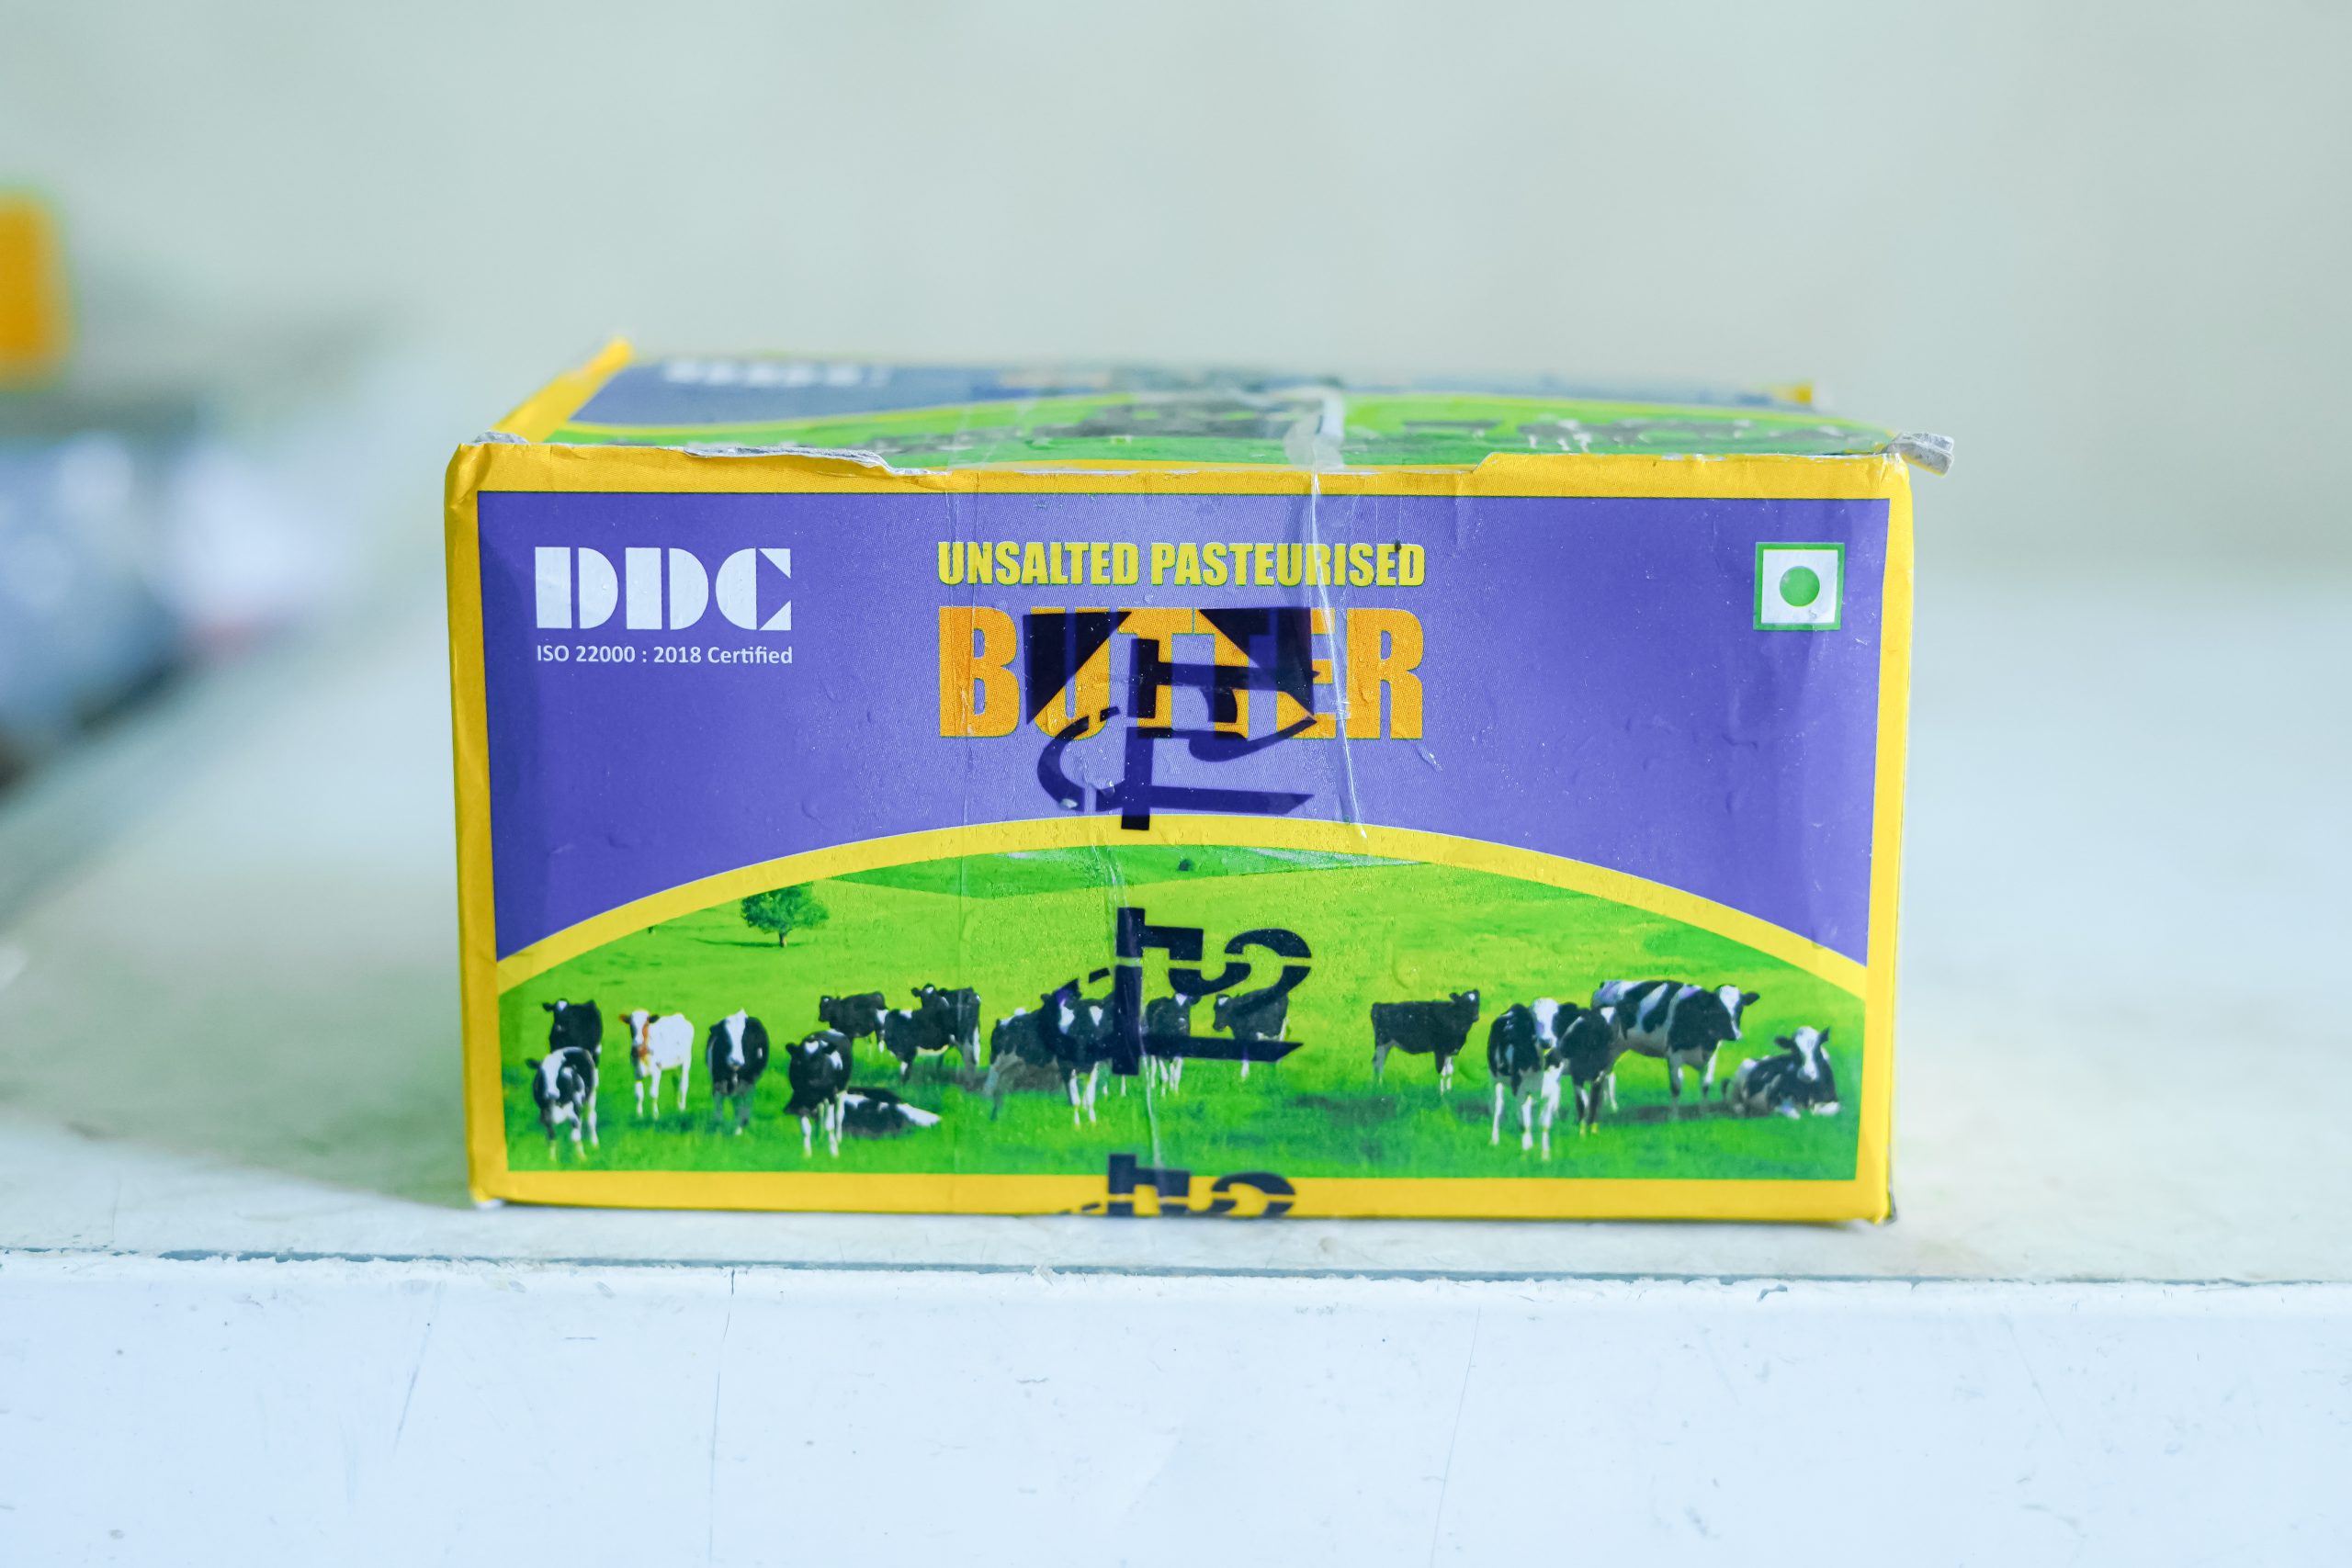 DDC
ISO 22000 : 2018 Certified
UNSALTED PASTEURISED
BUTTER